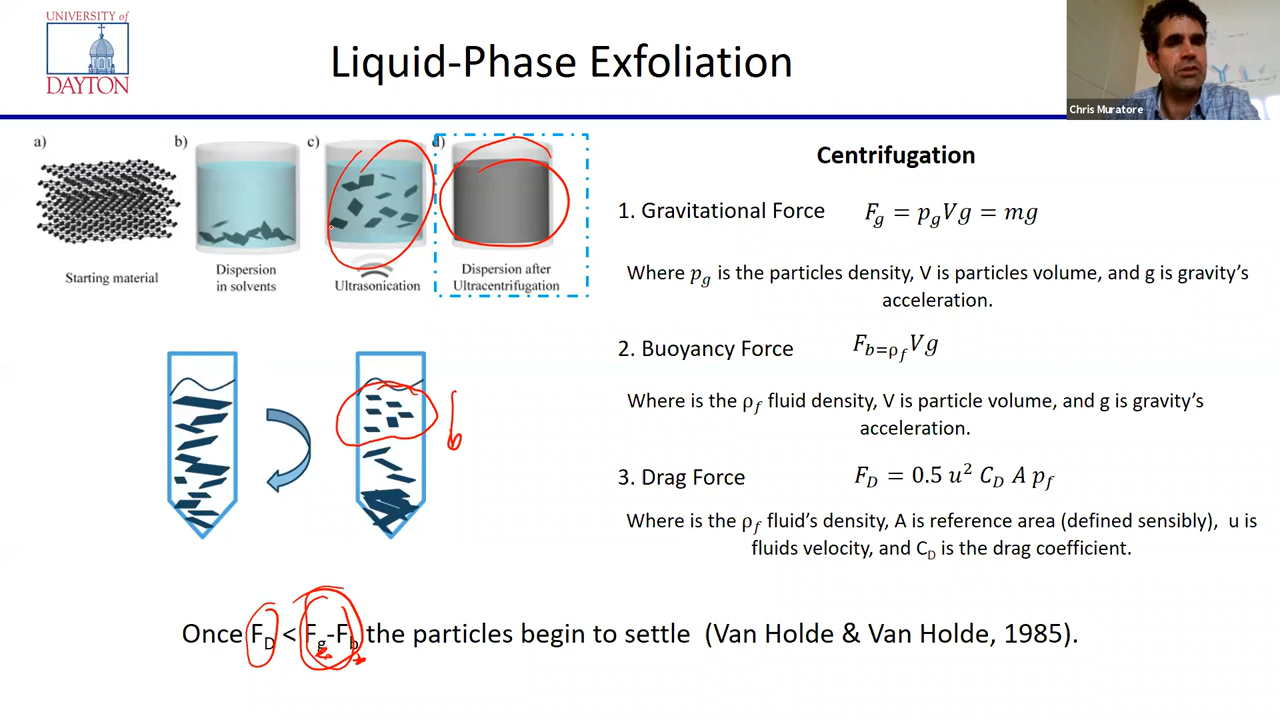 UNIVERSITY of
DAYTON
Liquid-Phase Exfoliation
Chris Muratore
a)
b)
c)
d)
Starting material
Dispersion
in solvents
Ultrasonication
Dispersion after
Ultracentrifugation
b
Centrifugation
1. Gravitational Force F_g = p_g Vg = mg
Where p_g is the particles density, V is particles volume, and g is gravity's
acceleration.
2. Buoyancy Force F_b=ρ_f Vg
Where is the ρ_f fluid density, V is particle volume, and g is gravity's
acceleration.
3. Drag Force F_D = 0.5 u² C_D A p_f
Where is the ρ_f fluid's density, A is reference area (defined sensibly), u is
fluids velocity, and C_D is the drag coefficient.
Once F_D < F_g-F_b the particles begin to settle (Van Holde & Van Holde, 1985).